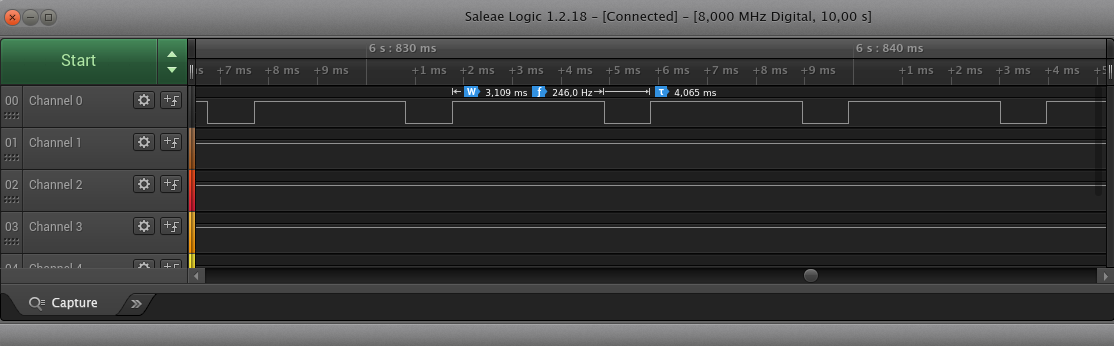 Saleae Logic 1.2.18 – [Connected] – [8,000 MHz Digital, 10,00 s]
Start
6 s : 830 ms 6 s : 840 ms
+7 ms +8 ms +9 ms +1 ms +2 ms +3 ms +4 ms +5 ms +6 ms +7 ms +8 ms +9 ms +1 ms +2 ms +3 ms +4 ms
W 3,109 ms f 246,0 Hz τ 4,065 ms
00 Channel 0
01 Channel 1
02 Channel 2
03 Channel 3
04 Channel 4
Capture